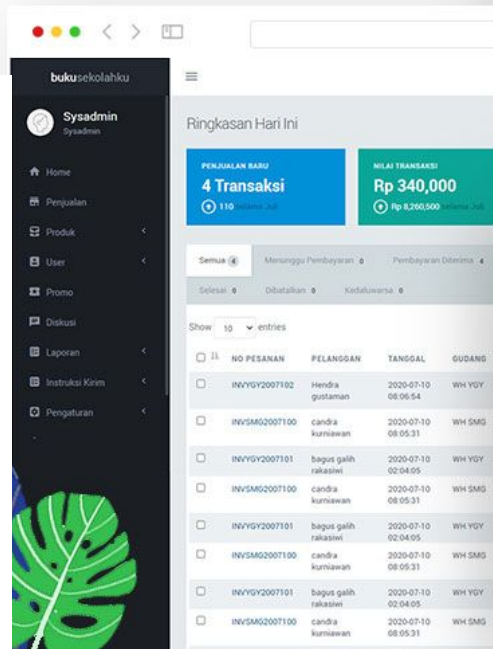 bukusekolahku
Sysadmin
Sysadmin
Home
Penjualan
Produk
User
Promo
Diskusi
Laporan
Instruksi Kirim
Pengaturan
Ringkasan Hari Ini
PENJUALAN BARU
4 Transaksi
110 selama Juli
NILAI TRANSAKSI
Rp 340,000
Rp 8,260,500 selama Juli
Semua 4 Menunggu Pembayaran 0 Pembayaran Diterima 4
Selesai 0 Dibatalkan 0 Kedaluwarsa 0
Show 10 entries
NO PESANAN PELANGGAN TANGGAL GUDANG
INVYGY2007102 Hendra 2020-07-10 WH YGY
gustaman 08:06:54
INVSMG2007100 candra 2020-07-10 WH SMG
kurniawan 08:05:31
INVYGY2007101 bagus galih 2020-07-10 WH YGY
rakasiwi 02:04:05
INVSMG2007100 candra 2020-07-10 WH SMG
kurniawan 08:05:31
INVYGY2007101 bagus galih 2020-07-10 WH YGY
rakasiwi 02:04:05
INVSMG2007100 candra 2020-07-10 WH SMG
kurniawan 08:05:31
INVYGY2007101 bagus galih 2020-07-10 WH YGY
rakasiwi 02:04:05
INVSMG2007100 candra 2020-07-10 WH SMG
kurniawan 08:05:31